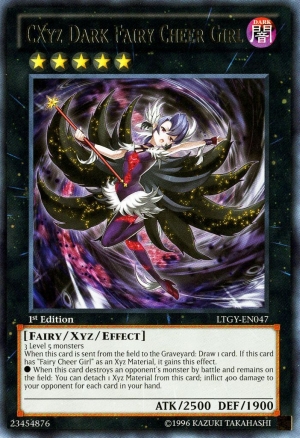 CXyz Dark Fairy Cheer Girl
DARK
闇
1st Edition LTGY-EN047
[Fairy/Xyz/Effect]
3 Level 5 monsters
When this card is sent from the field to the Graveyard: Draw 1 card. If this card
has "Fairy Cheer Girl" as an Xyz Material, it gains this effect.
● When this card destroys an opponent's monster by battle and remains on
the field: You can detach 1 Xyz Material from this card; inflict 400 damage to
your opponent for each card in your hand.
ATK/2500 DEF/1900
23454876 ©1996 KAZUKI TAKAHASHI